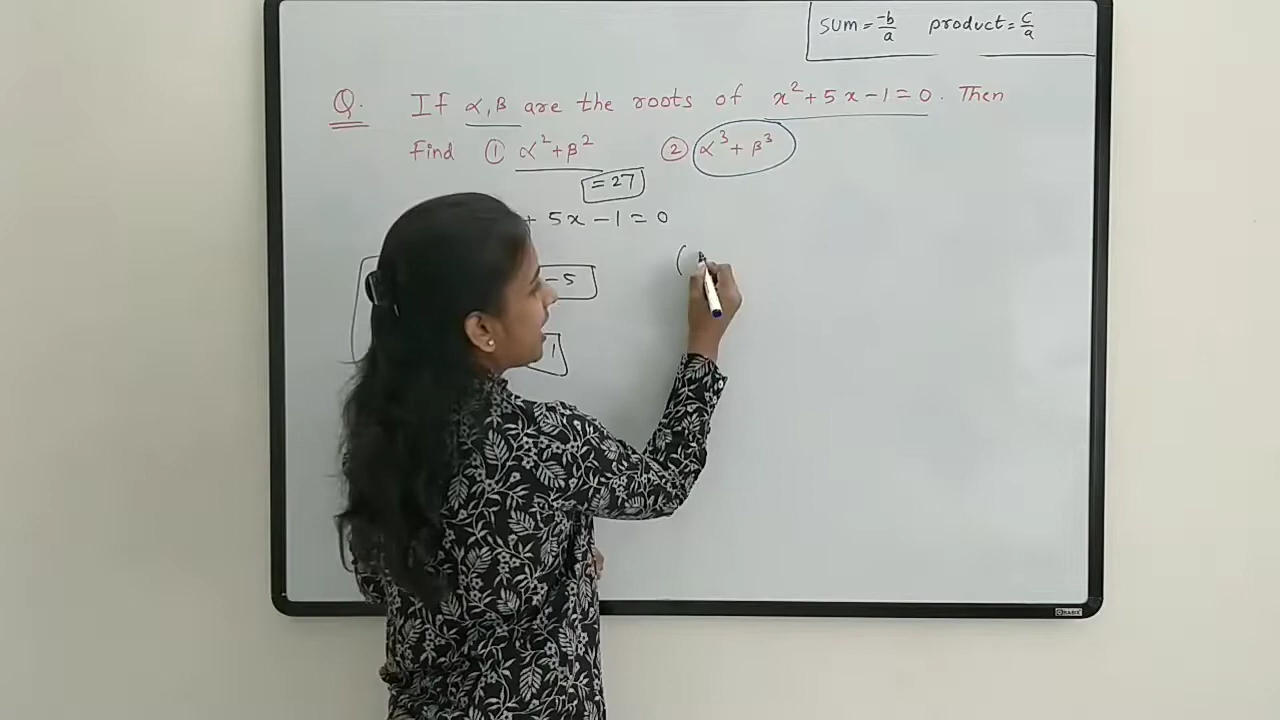 sum = -b/a product = c/a
Q. If α, β are the roots of x² + 5x - 1 = 0. Then
Find ① α² + β² ② α³ + β³
= 27
+ 5x - 1 = 0
(
- 5
1